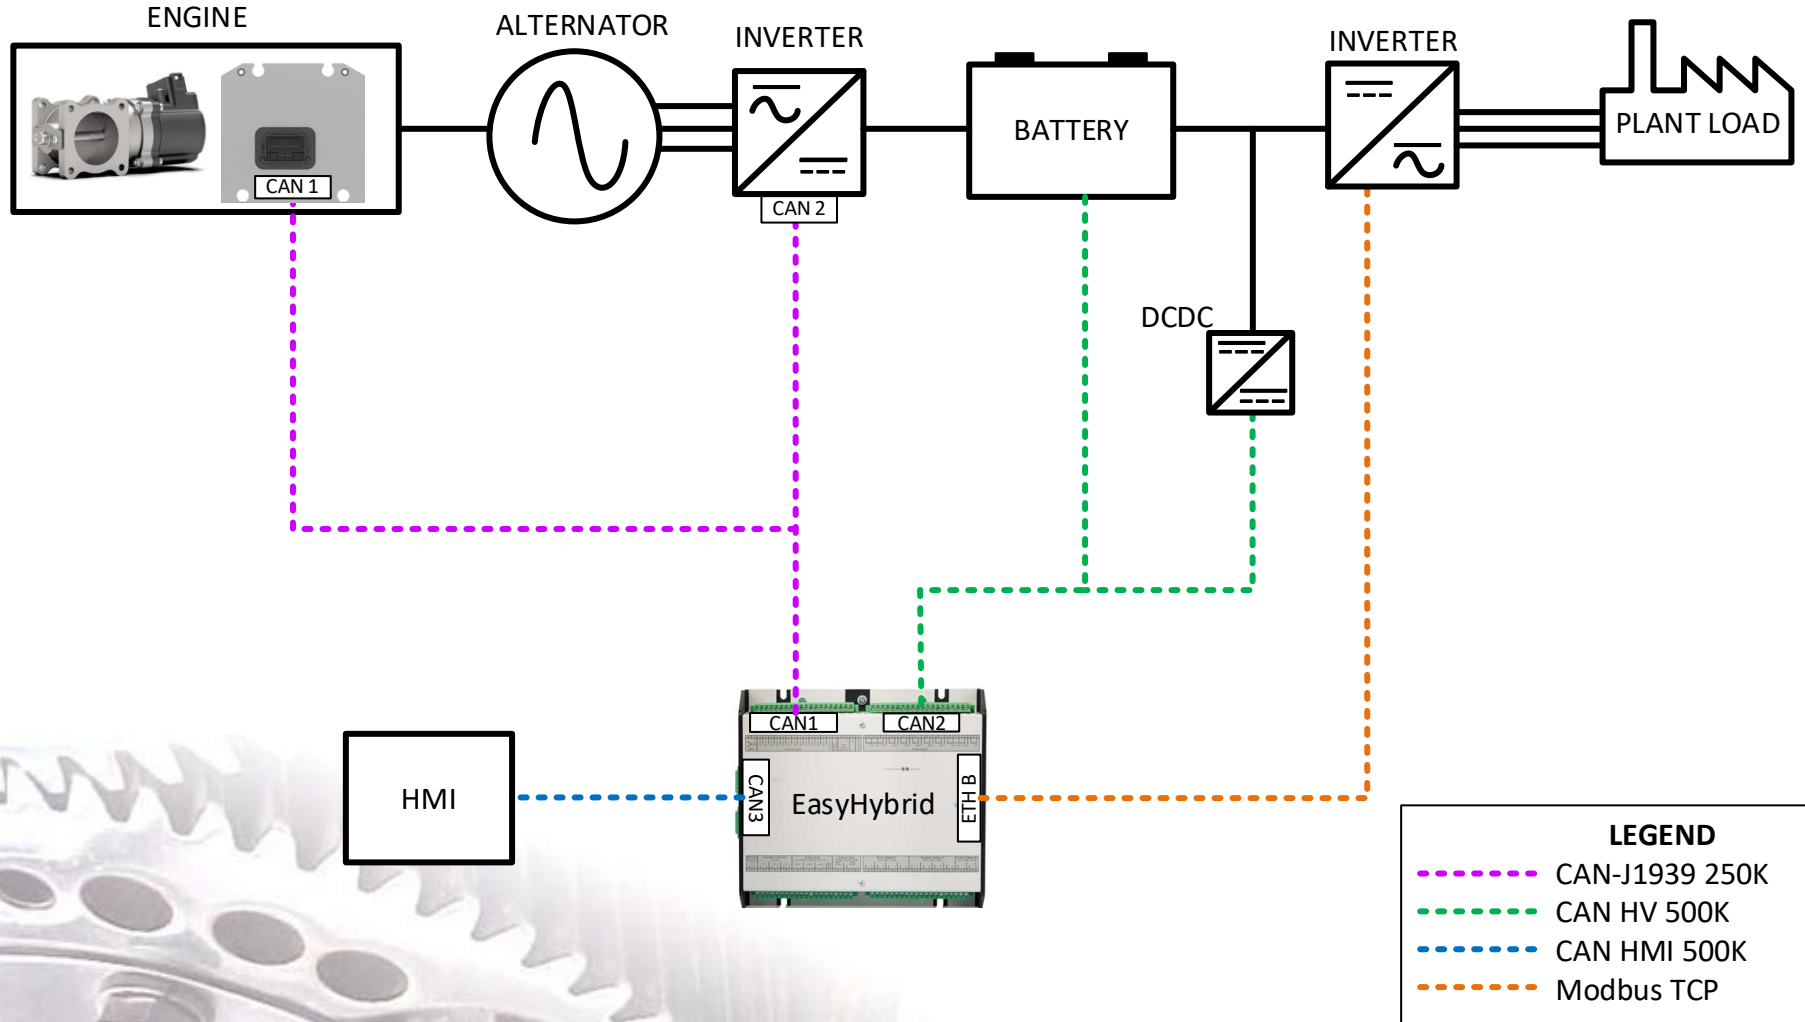 ENGINE
ALTERNATOR
INVERTER
INVERTER
BATTERY
PLANT LOAD
CAN 1
CAN 2
DCDC
CAN1
CAN2
HMI
CAN3
EasyHybrid
ETH B
LEGEND
CAN-J1939 250K
CAN HV 500K
CAN HMI 500K
Modbus TCP